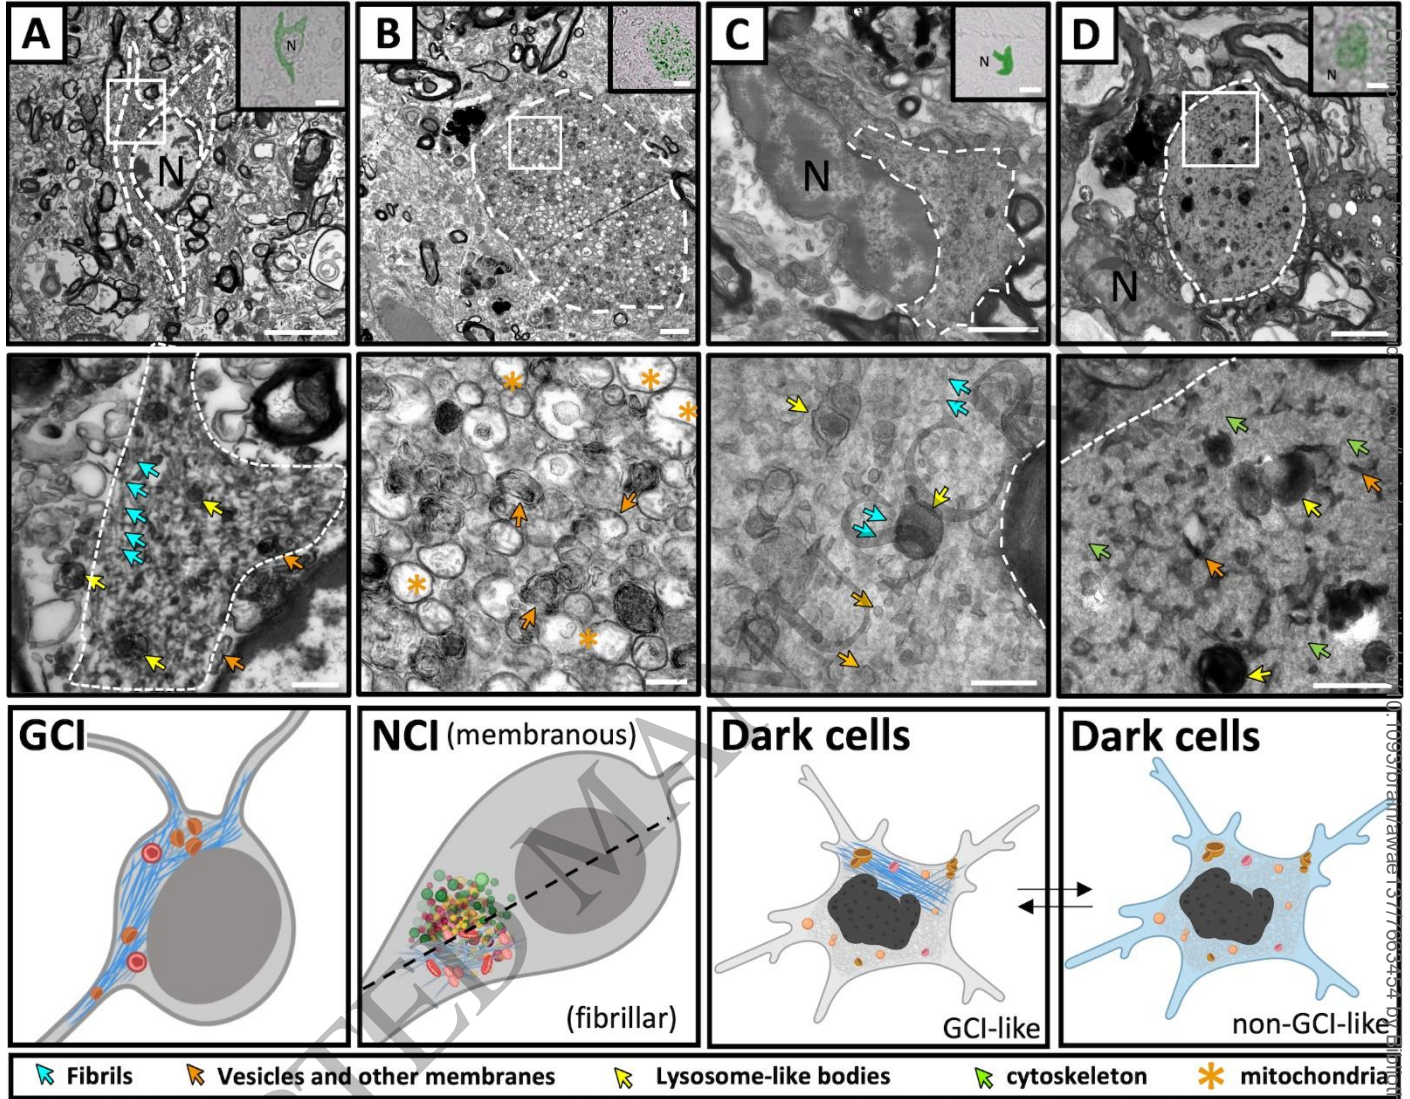 A
N
N
B
C
N
N
D
N
N
GCI
NCI (membranous)
(fibrillar)
Dark cells
GCI-like
Dark cells
non-GCI-like
Fibrils
Vesicles and other membranes
Lysosome-like bodies
cytoskeleton
mitochondria